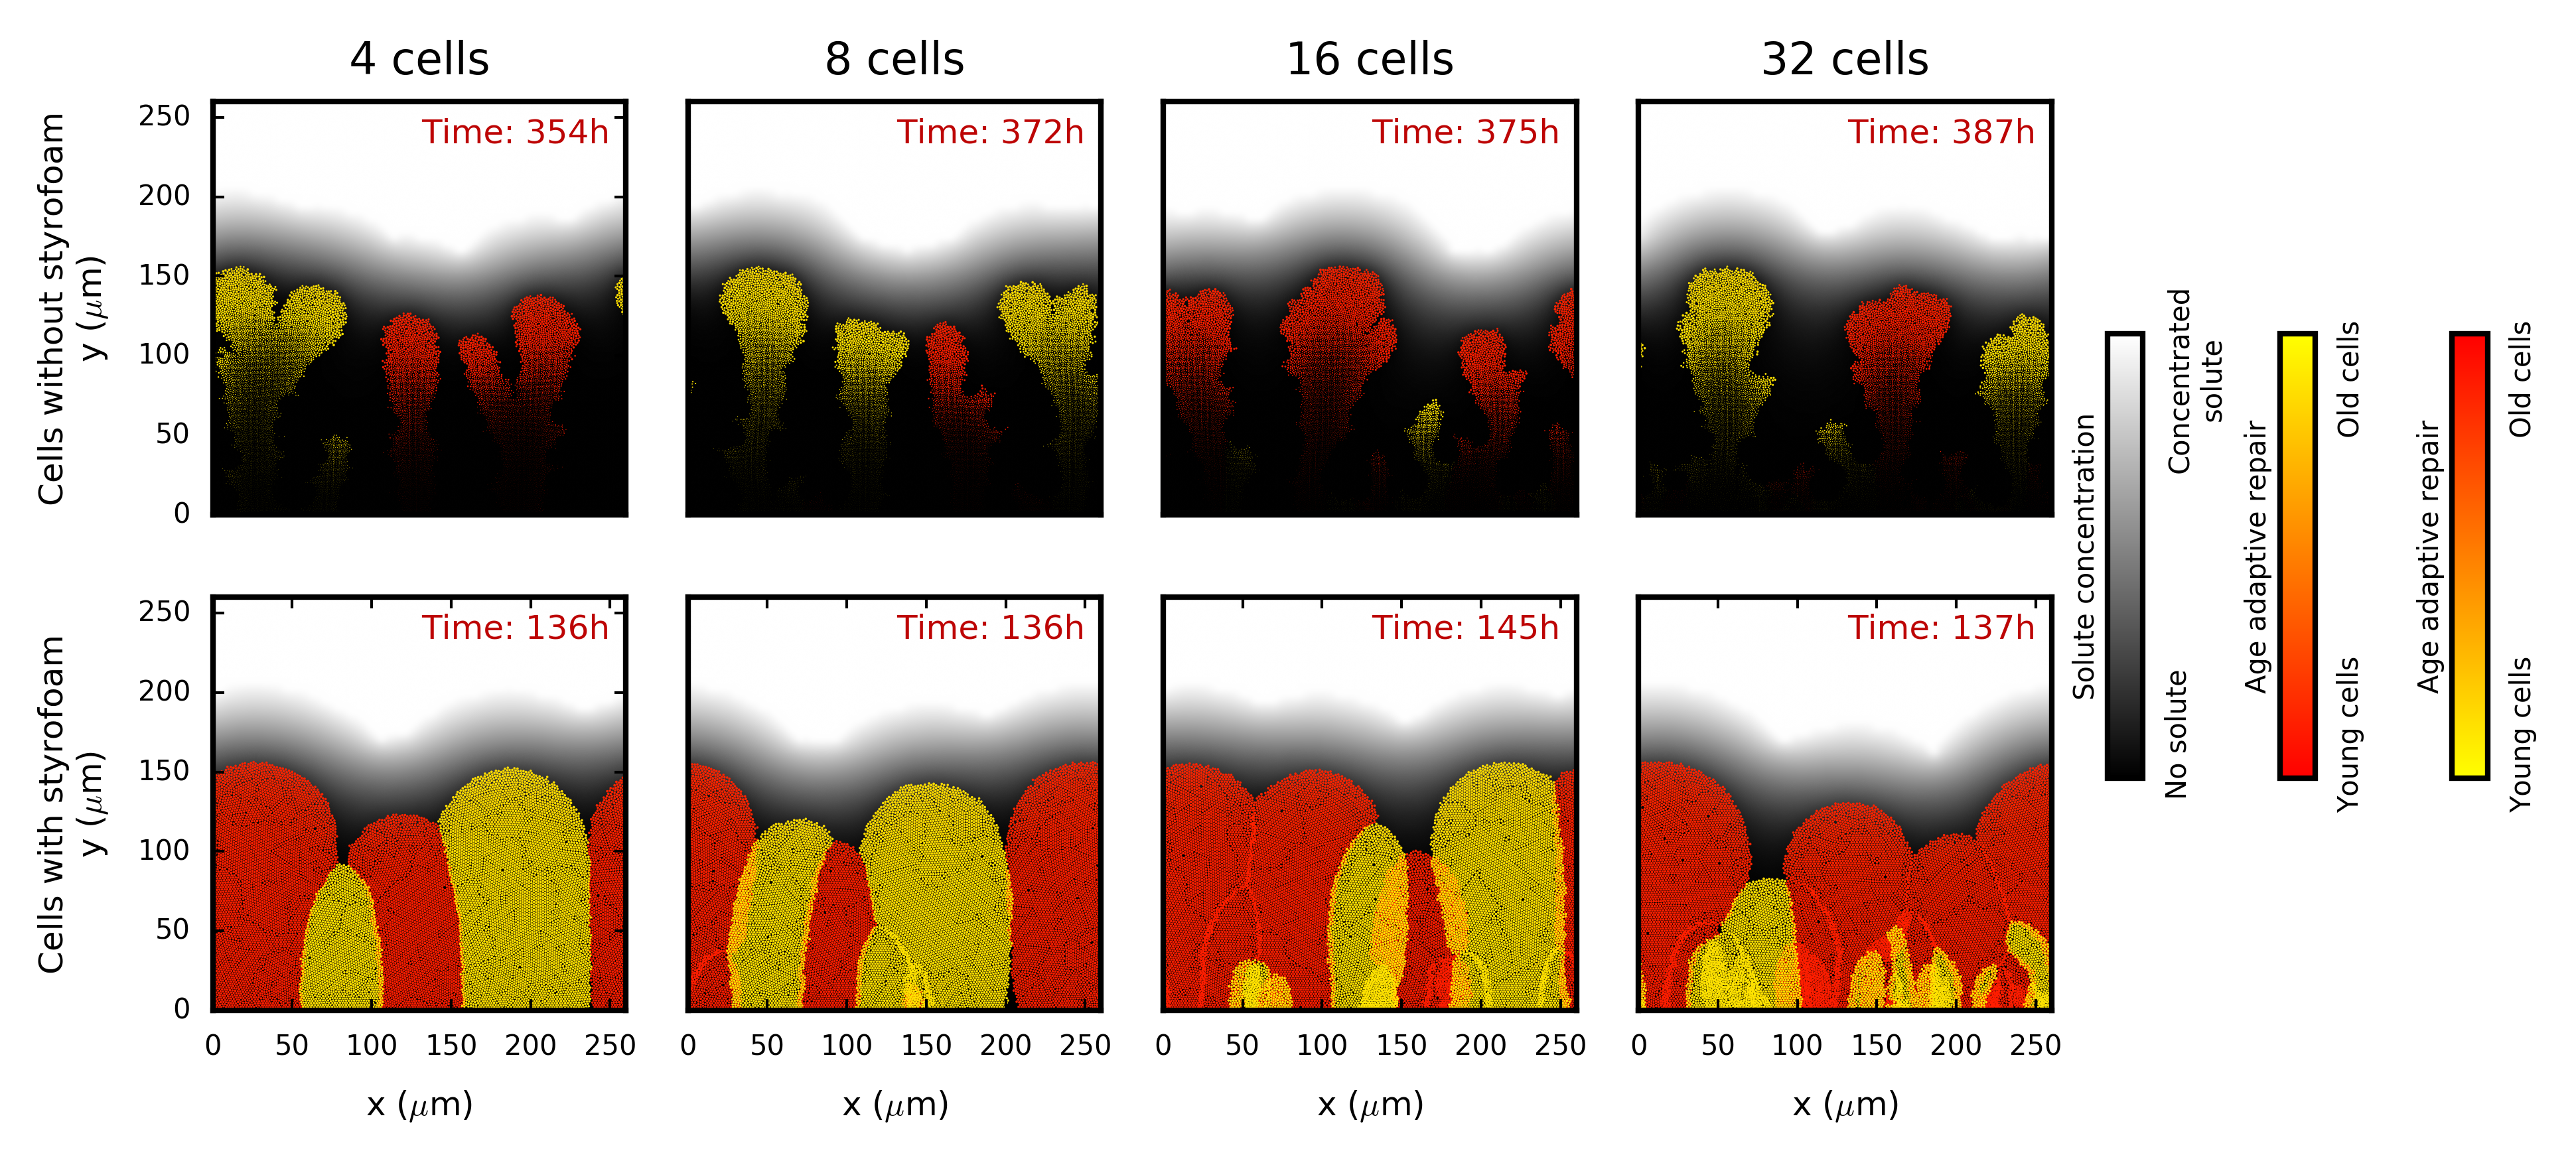 4 cells
8 cells
16 cells
32 cells
Cells without styrofoam
y (μm)
250
200
150
100
50
0
Time: 354h
Time: 372h
Time: 375h
Time: 387h
Cells with styrofoam
y (μm)
250
200
150
100
50
0
Time: 136h
Time: 136h
Time: 145h
Time: 137h
0 50 100 150 200 250
0 50 100 150 200 250
0 50 100 150 200 250
0 50 100 150 200 250
x (μm)
x (μm)
x (μm)
x (μm)
Solute concentration
Concentrated
solute
No solute
Age adaptive repair
Old cells
Young cells
Age adaptive repair
Old cells
Young cells